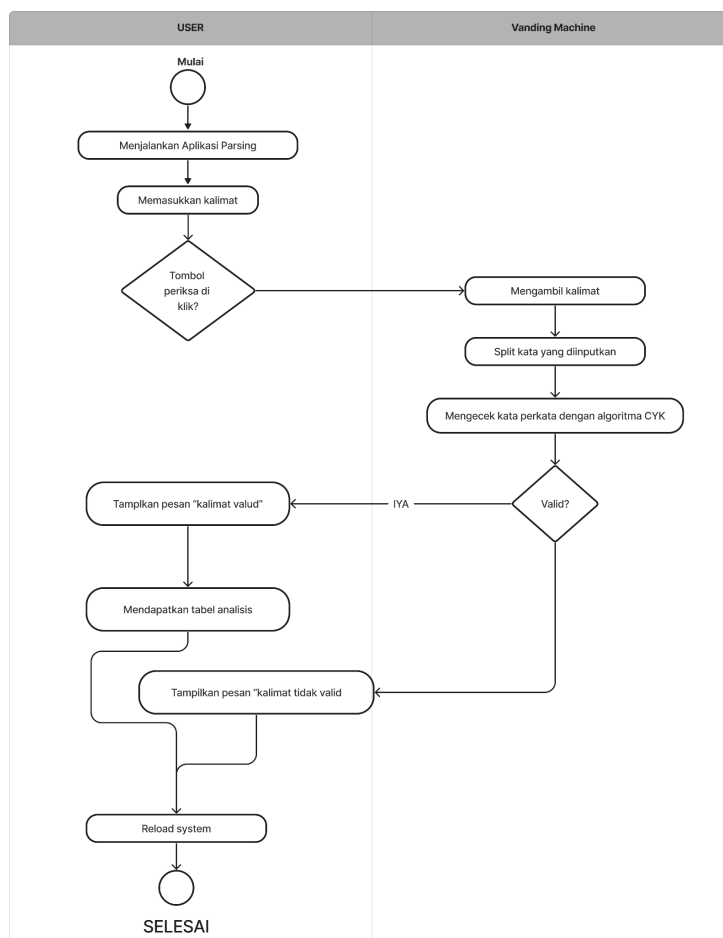 USER
Vanding Machine
Mulai
Menjalankan Aplikasi Parsing
Memasukkan kalimat
Tombol
periksa di
klik?
Mengambil kalimat
Split kata yang diinputkan
Mengecek kata perkata dengan algoritma CYK
Valid?
IYA
Tamplkan pesan “kalimat valud”
Mendapatkan tabel analisis
Tampilkan pesan “kalimat tidak valid
Reload system
SELESAI